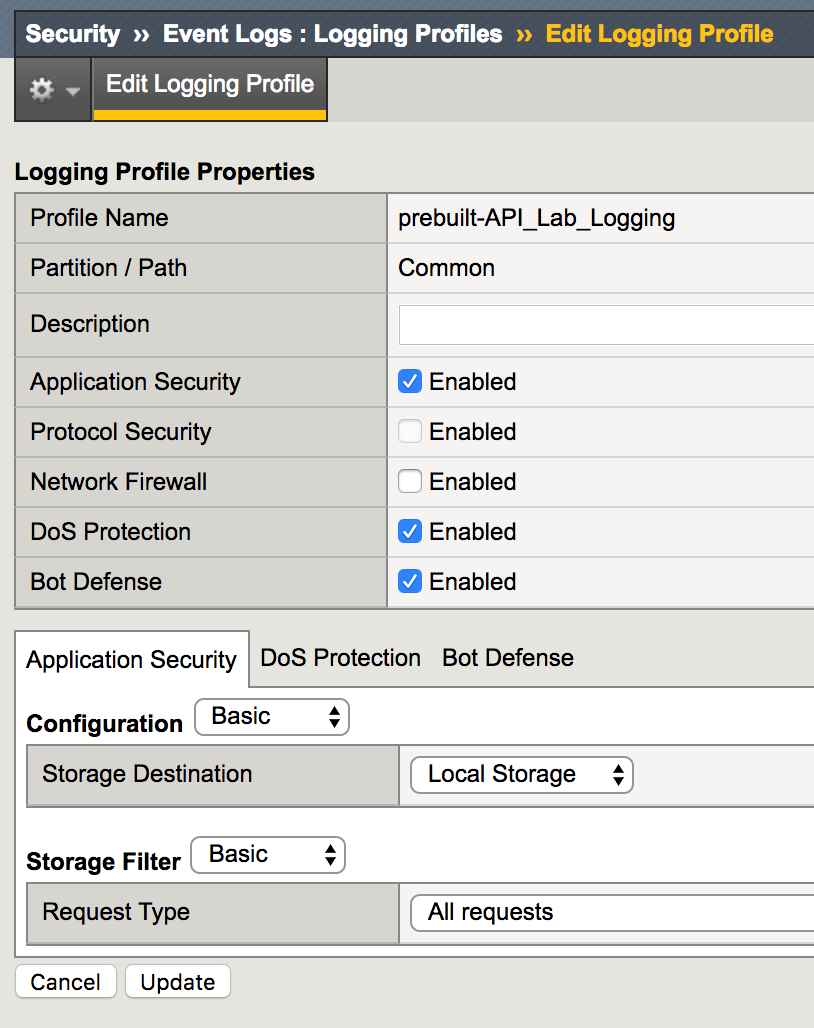 Security ›› Event Logs : Logging Profiles ›› Edit Logging Profile
Edit Logging Profile
Logging Profile Properties
Profile Name prebuilt-API_Lab_Logging
Partition / Path Common
Description
Application Security Enabled
Protocol Security Enabled
Network Firewall Enabled
DoS Protection Enabled
Bot Defense Enabled
Application Security DoS Protection Bot Defense
Configuration Basic
Storage Destination Local Storage
Storage Filter Basic
Request Type All requests
Cancel Update